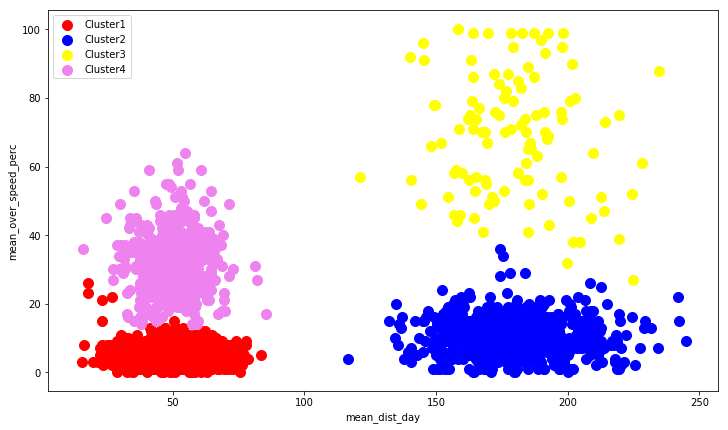 Cluster1
Cluster2
Cluster3
Cluster4
100
80
60
40
20
0
mean_over_speed_perc
50
100
150
200
250
mean_dist_day